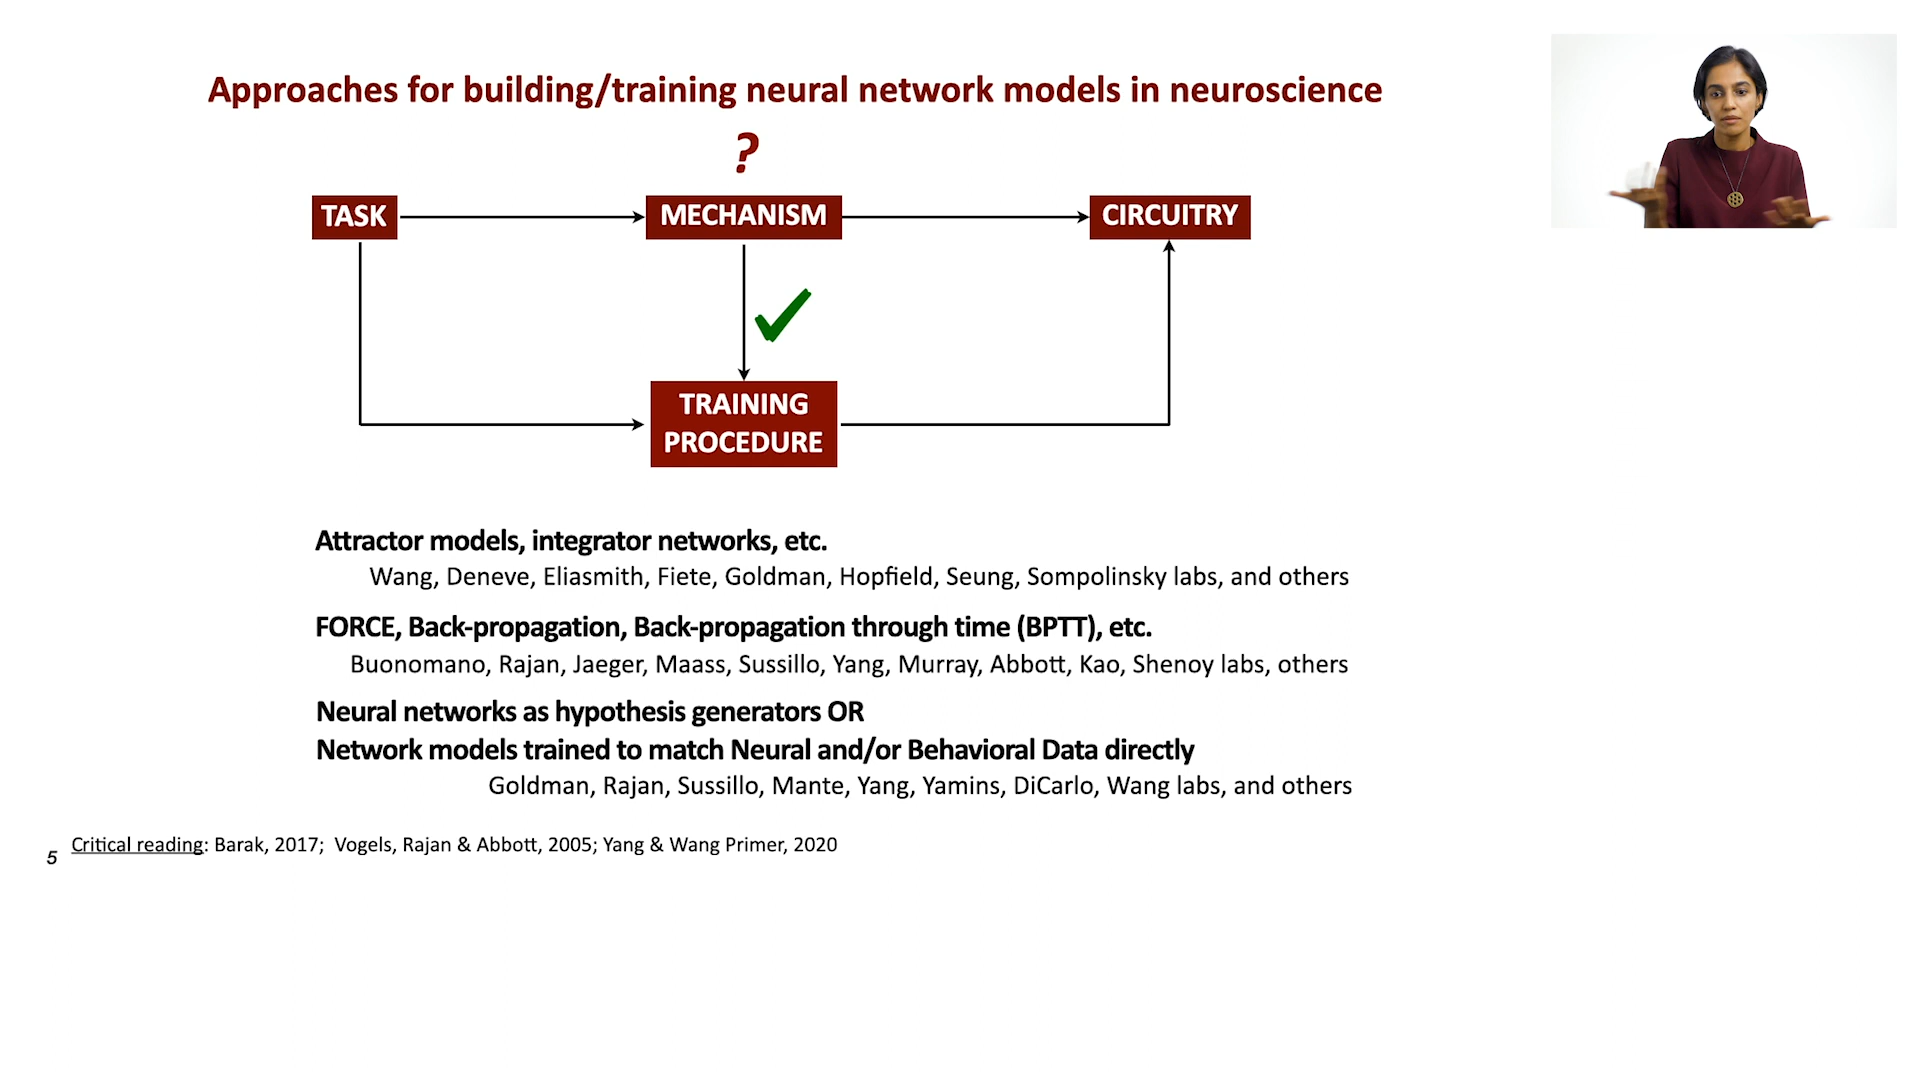 Approaches for building/training neural network models in neuroscience
?
TASK
MECHANISM
CIRCUITRY
TRAINING
PROCEDURE
Attractor models, integrator networks, etc.
Wang, Deneve, Eliasmith, Fiete, Goldman, Hopfield, Seung, Sompolinsky labs, and others
FORCE, Back-propagation, Back-propagation through time (BPTT), etc.
Buonomano, Rajan, Jaeger, Maass, Sussillo, Yang, Murray, Abbott, Kao, Shenoy labs, others
Neural networks as hypothesis generators OR
Network models trained to match Neural and/or Behavioral Data directly
Goldman, Rajan, Sussillo, Mante, Yang, Yamins, DiCarlo, Wang labs, and others
Critical reading: Barak, 2017; Vogels, Rajan & Abbott, 2005; Yang & Wang Primer, 2020
5